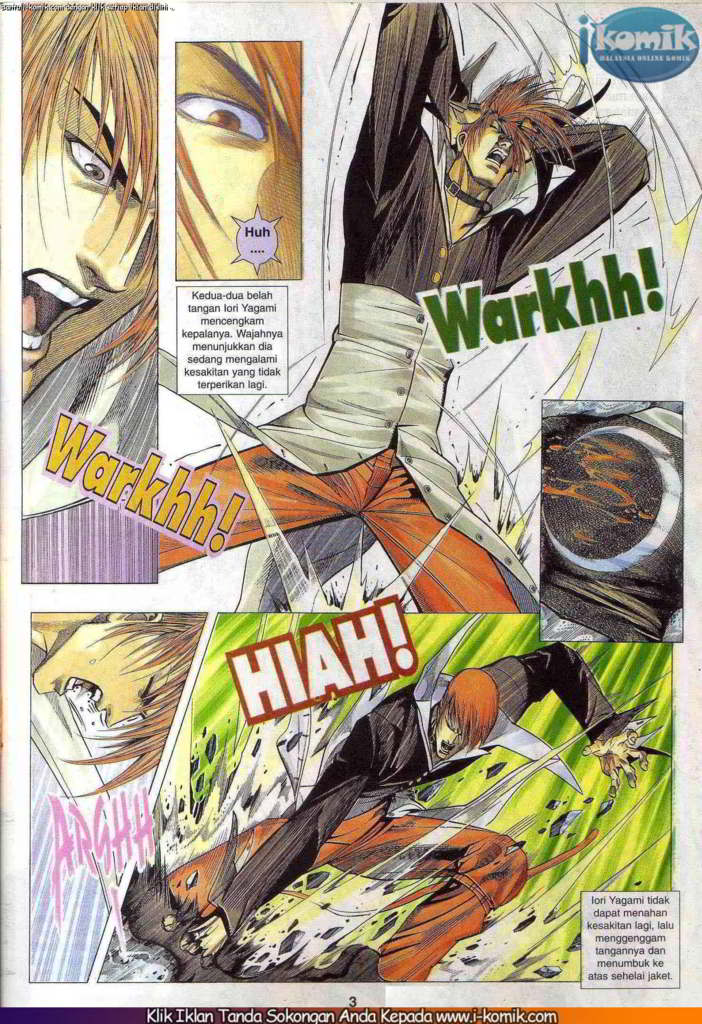 ikomik
MALAYSIA ONLINE KOMIK
Huh
....
Kedua-dua belah
tangan Iori Yagami
mencengkam
kepalanya. Wajahnya
menunjukkan dia
sedang mengalami
kesakitan yang tidak
terperikan lagi.
Warkhh!
Warkhh!
HIAH!
ARGHH
!
Iori Yagami tidak
dapat menahan
kesakitan lagi, lalu
menggenggam
tangannya dan
menumbuk ke
atas sehelai jaket.
3
Klik Iklan Tanda Sokongan Anda Kepada www.i-komik.com